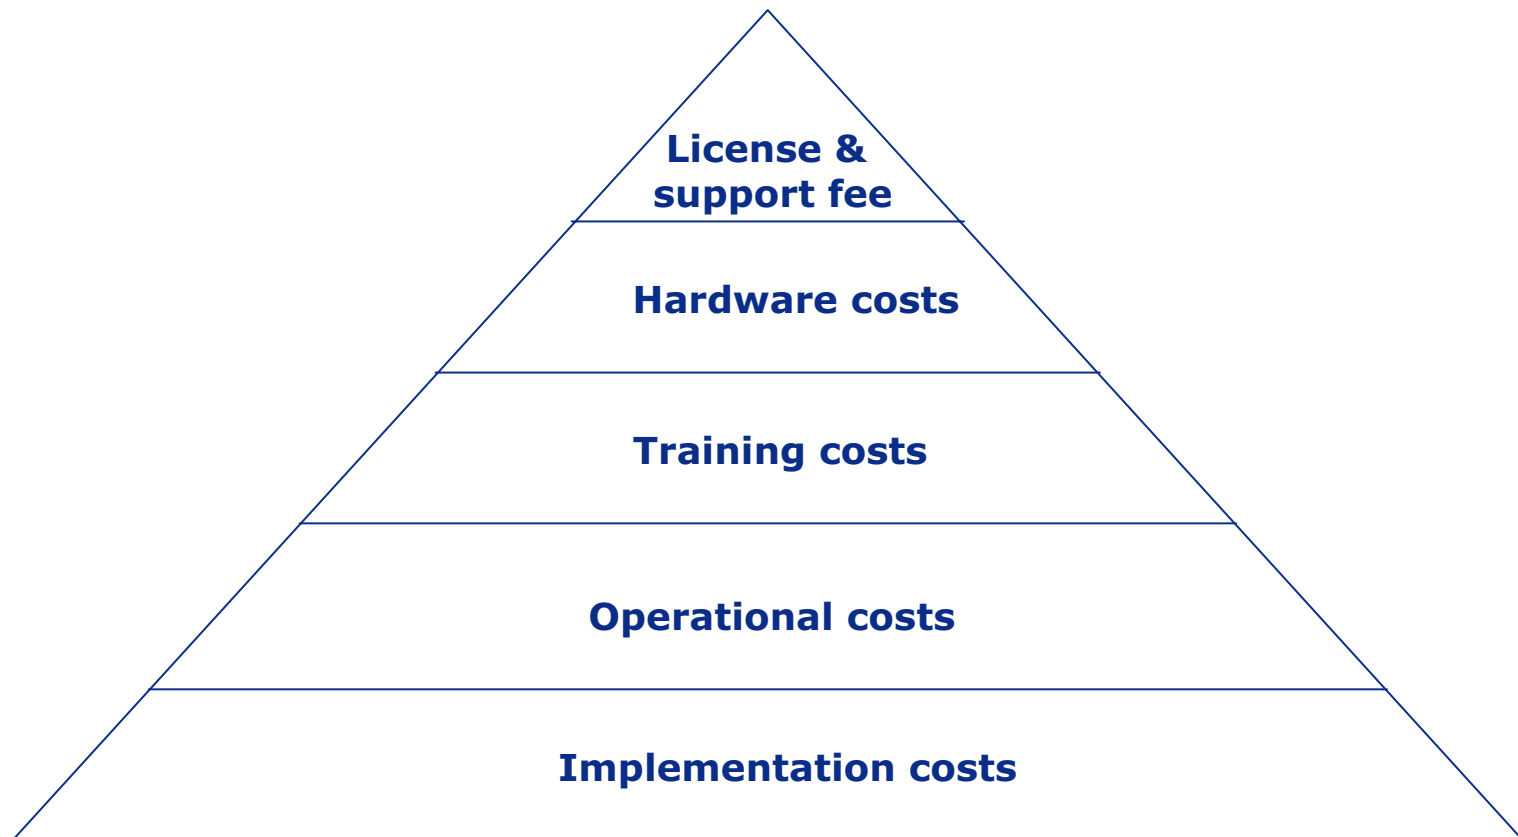 License &
support fee
Hardware costs
Training costs
Operational costs
Implementation costs